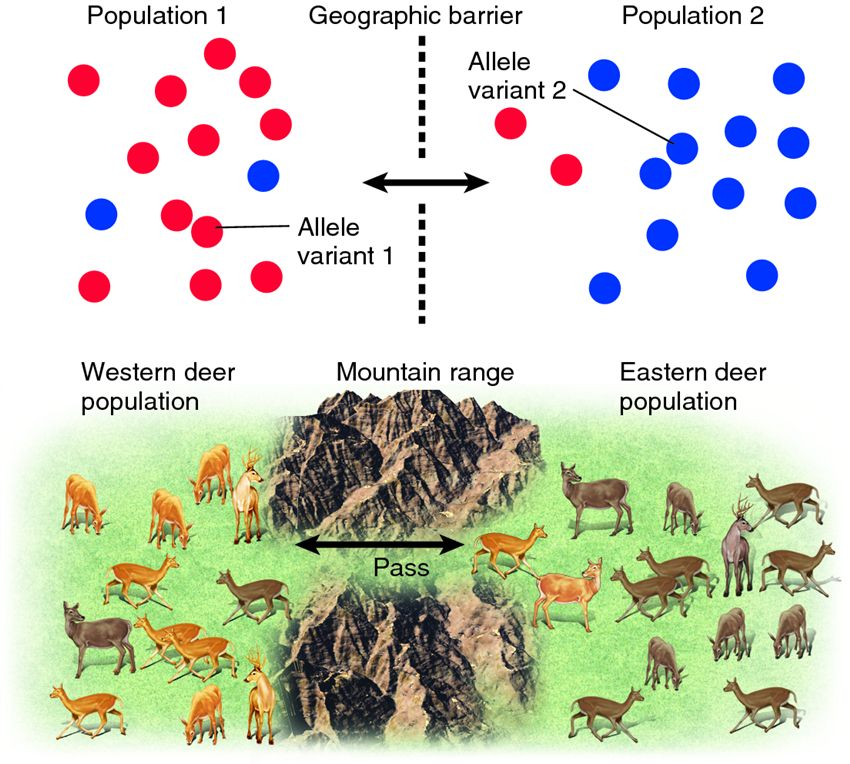 Population 1
Geographic barrier
Population 2
Allele
variant 2
Allele
variant 1
Western deer
population
Mountain range
Eastern deer
population
Pass